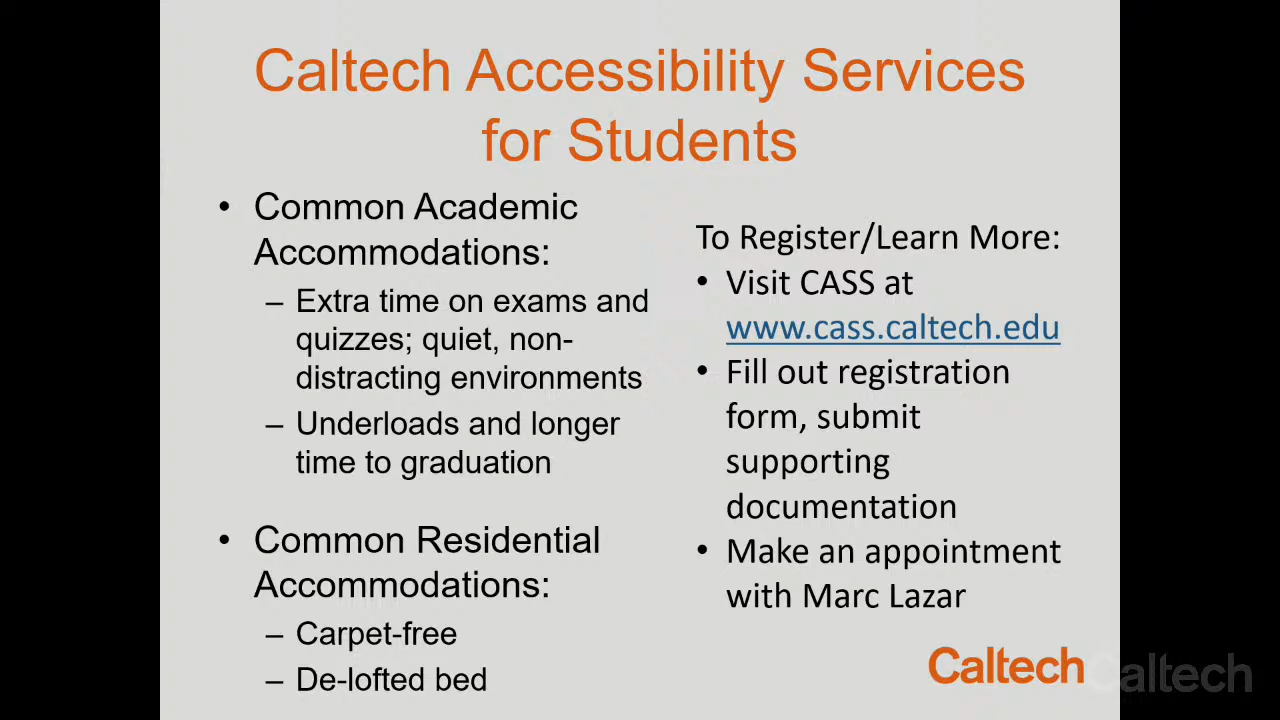 Caltech Accessibility Services
for Students
• Common Academic
Accommodations:
– Extra time on exams and
quizzes; quiet, non-
distracting environments
– Underloads and longer
time to graduation
• Common Residential
Accommodations:
– Carpet-free
– De-lofted bed
To Register/Learn More:
• Visit CASS at
www.cass.caltech.edu
• Fill out registration
form, submit
supporting
documentation
• Make an appointment
with Marc Lazar
Caltech
Caltech